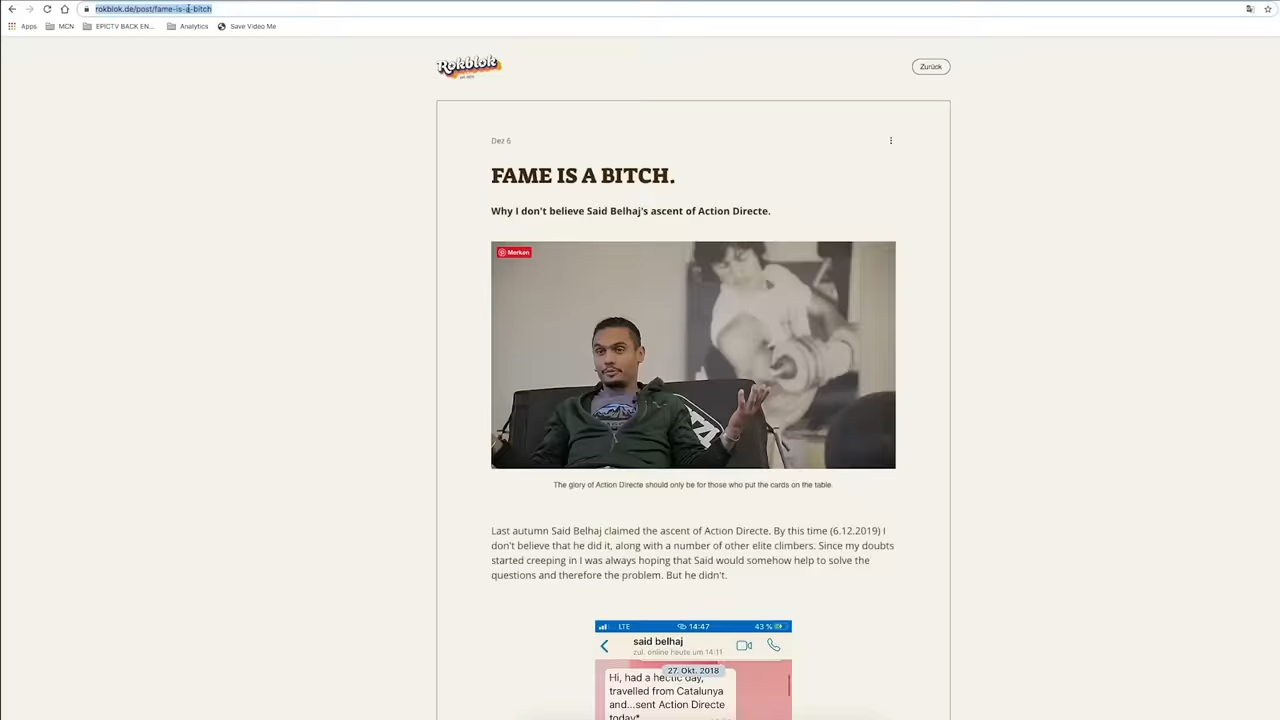 rokblok.de/post/fame-is-a-bitch
Apps MCN EPICTV BACK EN... Analytics Save Video Me
Rokblok
Zurück
Dez 6
FAME IS A BITCH.
Why I don't believe Said Belhaj's ascent of Action Directe.
Merken
The glory of Action Directe should only be for those who put the cards on the table.
Last autumn Said Belhaj claimed the ascent of Action Directe. By this time (6.12.2019) I
don't believe that he did it, along with a number of other elite climbers. Since my doubts
started creeping in I was always hoping that Said would somehow help to solve the
questions and therefore the problem. But he didn't.
LTE 14:47 43 %
said belhaj
zul. online heute um 14:11
27. Okt. 2018
Hi, had a hectic day,
travelled from Catalunya
and...sent Action Directe
today*